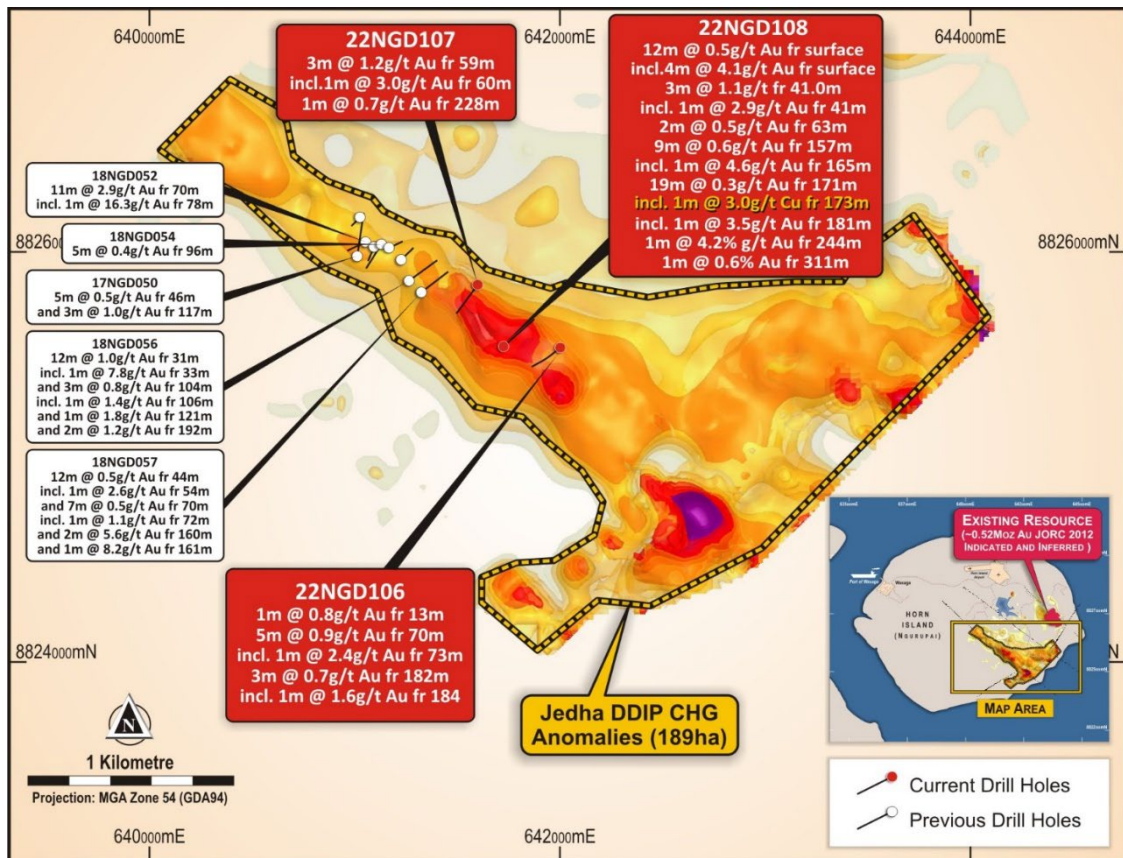 640000mE
642000mE
644000mE
22NGD107
3m @ 1.2g/t Au fr 59m
incl.1m @ 3.0g/t Au fr 60m
1m @ 0.7g/t Au fr 228m
22NGD108
12m @ 0.5g/t Au fr surface
incl.4m @ 4.1g/t Au fr surface
3m @ 1.1g/t fr 41.0m
incl. 1m @ 2.9g/t Au fr 41m
2m @ 0.5g/t Au fr 63m
9m @ 0.6g/t Au fr 157m
incl. 1m @ 4.6g/t Au fr 165m
19m @ 0.3g/t Au fr 171m
incl. 1m @ 3.0g/t Cu fr 173m
incl. 1m @ 3.5g/t Au fr 181m
1m @ 4.2% g/t Au fr 244m
1m @ 0.6% Au fr 311m
18NGD052
11m @ 2.9g/t Au fr 70m
incl. 1m @ 16.3g/t Au fr 78m
8826000mN
18NGD054
5m @ 0.4g/t Au fr 96m
8826000mN
17NGD050
5m @ 0.5g/t Au fr 46m
and 3m @ 1.0g/t Au fr 117m
18NGD056
12m @ 1.0g/t Au fr 31m
incl. 1m @ 7.8g/t Au fr 33m
and 3m @ 0.8g/t Au fr 104m
incl. 1m @ 1.4g/t Au fr 106m
and 1m @ 1.8g/t Au fr 121m
and 2m @ 1.2g/t Au fr 192m
18NGD057
12m @ 0.5g/t Au fr 44m
incl. 1m @ 2.6g/t Au fr 54m
and 7m @ 0.5g/t Au fr 70m
incl. 1m @ 1.1g/t Au fr 72m
and 2m @ 5.6g/t Au fr 160m
and 1m @ 8.2g/t Au fr 161m
22NGD106
1m @ 0.8g/t Au fr 13m
5m @ 0.9g/t Au fr 70m
incl. 1m @ 2.4g/t Au fr 73m
3m @ 0.7g/t Au fr 182m
incl. 1m @ 1.6g/t Au fr 184
8824000mN
Jedha DDIP CHG
Anomalies (189ha)
EXISTING RESOURCE
(~0.52MOZ AU JORC 2012
INDICATED AND INFERRED )
HORN
ISLAND
(NGURUPAI)
MAP AREA
N
N
1 Kilometre
Projection: MGA Zone 54 (GDA94)
Current Drill Holes
Previous Drill Holes
640000mE
642000mE